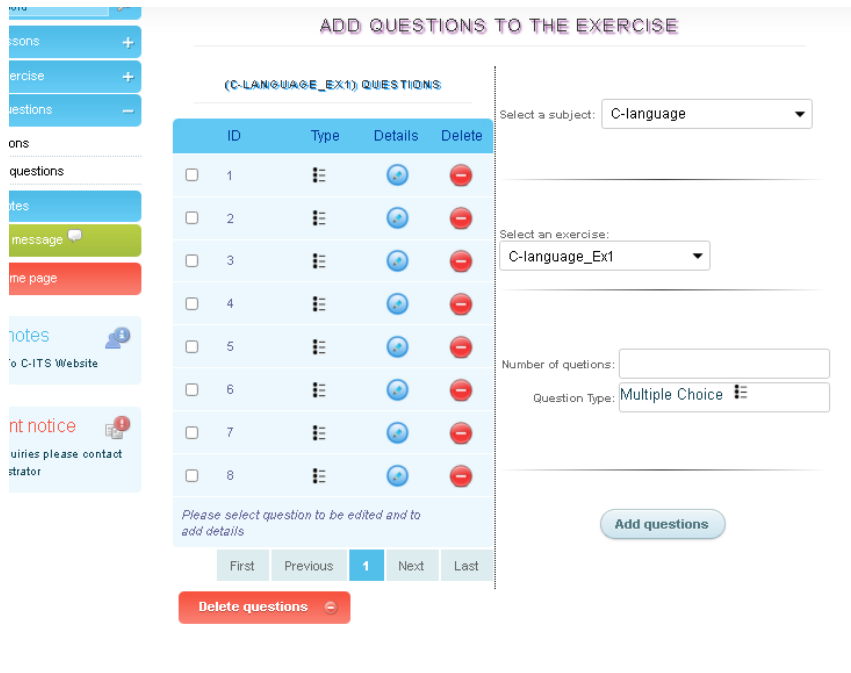 ADD QUESTIONS TO THE EXERCISE
ssons
ercise
estions
ons
questions
tes
message
me page
notes
To C-ITS Website
nt notice
uiries please contact
strator
(C-LANGUAGE_EX1) QUESTIONS
ID Type Details Delete
1
2
3
4
5
6
7
8
Please select question to be edited and to
add details
First Previous 1 Next Last
Delete questions
Select a subject: C-language
Select an exercise:
C-language_Ex1
Number of quetions:
Question Type: Multiple Choice
Add questions